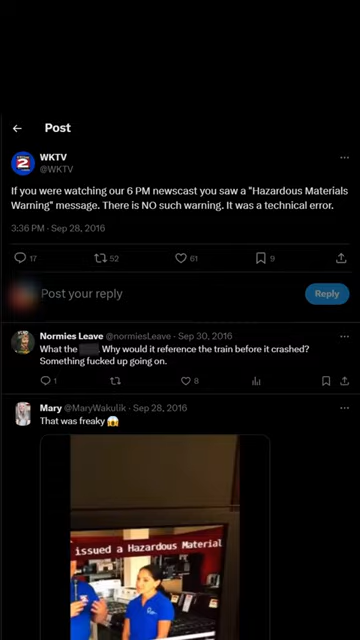 Post
WKTV
@WKTV
If you were watching our 6 PM newscast you saw a "Hazardous Materials
Warning" message. There is NO such warning. It was a technical error.
3:36 PM · Sep 28, 2016
17 52 61 9
Post your reply
Reply
Normies Leave @normiesLeave · Sep 30, 2016
What the . Why would it reference the train before it crashed?
Something fucked up going on.
1 8
Mary @MaryWakulik · Sep 28, 2016
That was freaky 😱
issued a Hazardous Material